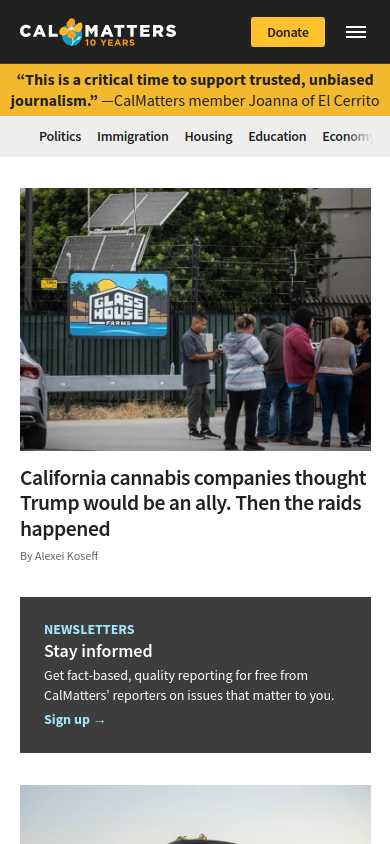 CALMATTERS
10 YEARS
Donate
“This is a critical time to support trusted, unbiased
journalism.” —CalMatters member Joanna of El Cerrito
Politics Immigration Housing Education Economy
GLASS
HOUSE
FARMS
California cannabis companies thought
Trump would be an ally. Then the raids
happened
By Alexei Koseff
NEWSLETTERS
Stay informed
Get fact-based, quality reporting for free from
CalMatters’ reporters on issues that matter to you.
Sign up →